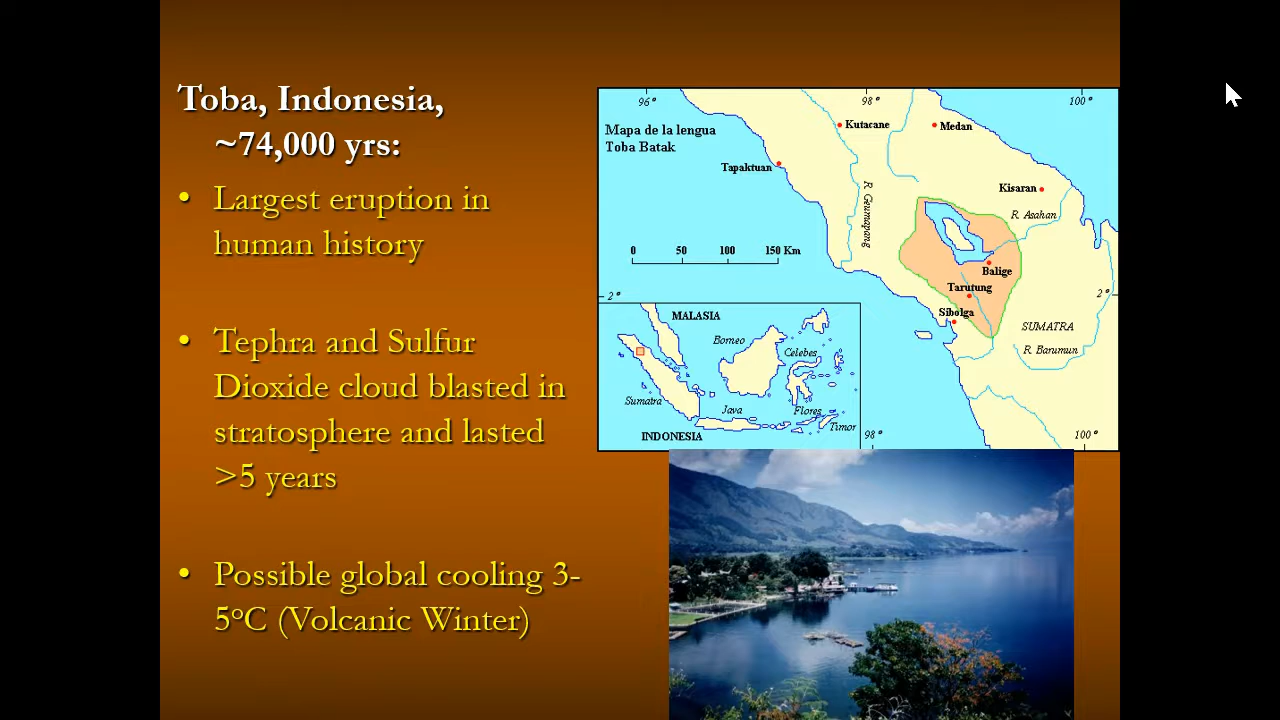 Toba, Indonesia,
~74,000 yrs:
• Largest eruption in
human history
• Tephra and Sulfur
Dioxide cloud blasted in
stratosphere and lasted
>5 years
• Possible global cooling 3-
5°C (Volcanic Winter)
96°
98°
100°
Mapa de la lengua
Toba Batak
Kutacane
Medan
Tapaktuan
Kisaran
R. Geumapang
R. Asahan
0 50 100 150 Km
Balige
Tarutung
2°
2°
Sibolga
SUMATRA
R. Barumun
MALASIA
Borneo
Celebes
Sumatra
Java
Flores
Timor
INDONESIA
98°
100°